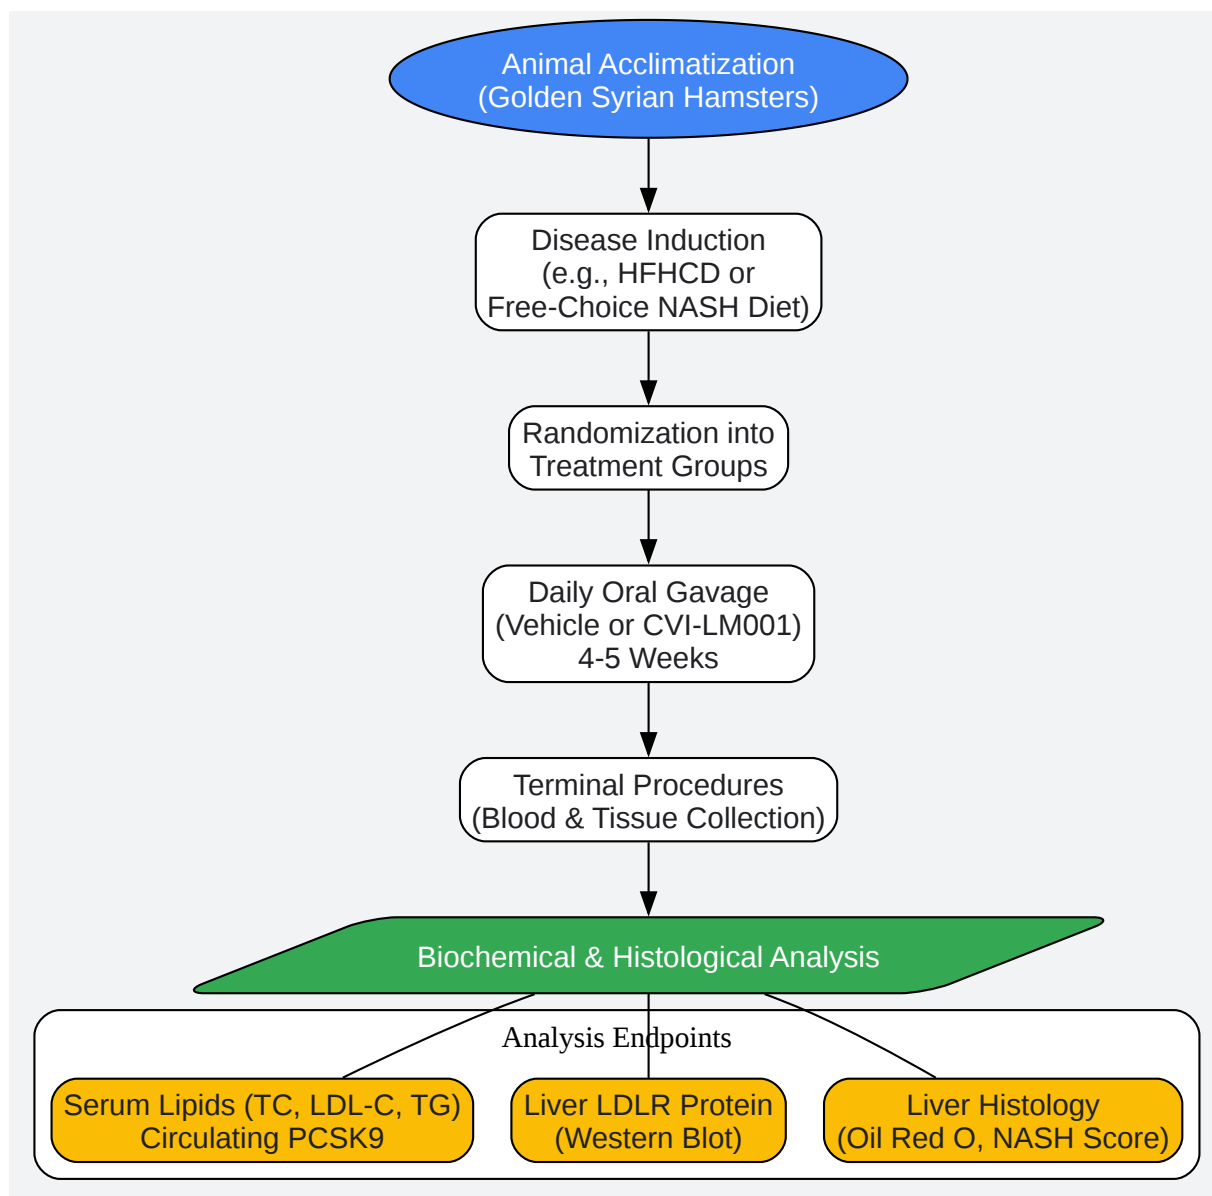 Animal Acclimatization
(Golden Syrian Hamsters)
Disease Induction
(e.g., HFHCD or
Free-Choice NASH Diet)
Randomization into
Treatment Groups
Daily Oral Gavage
(Vehicle or CVI-LM001)
4-5 Weeks
Terminal Procedures
(Blood & Tissue Collection)
Biochemical & Histological Analysis
Analysis Endpoints
Serum Lipids (TC, LDL-C, TG)
Circulating PCSK9
Liver LDLR Protein
(Western Blot)
Liver Histology
(Oil Red O, NASH Score)